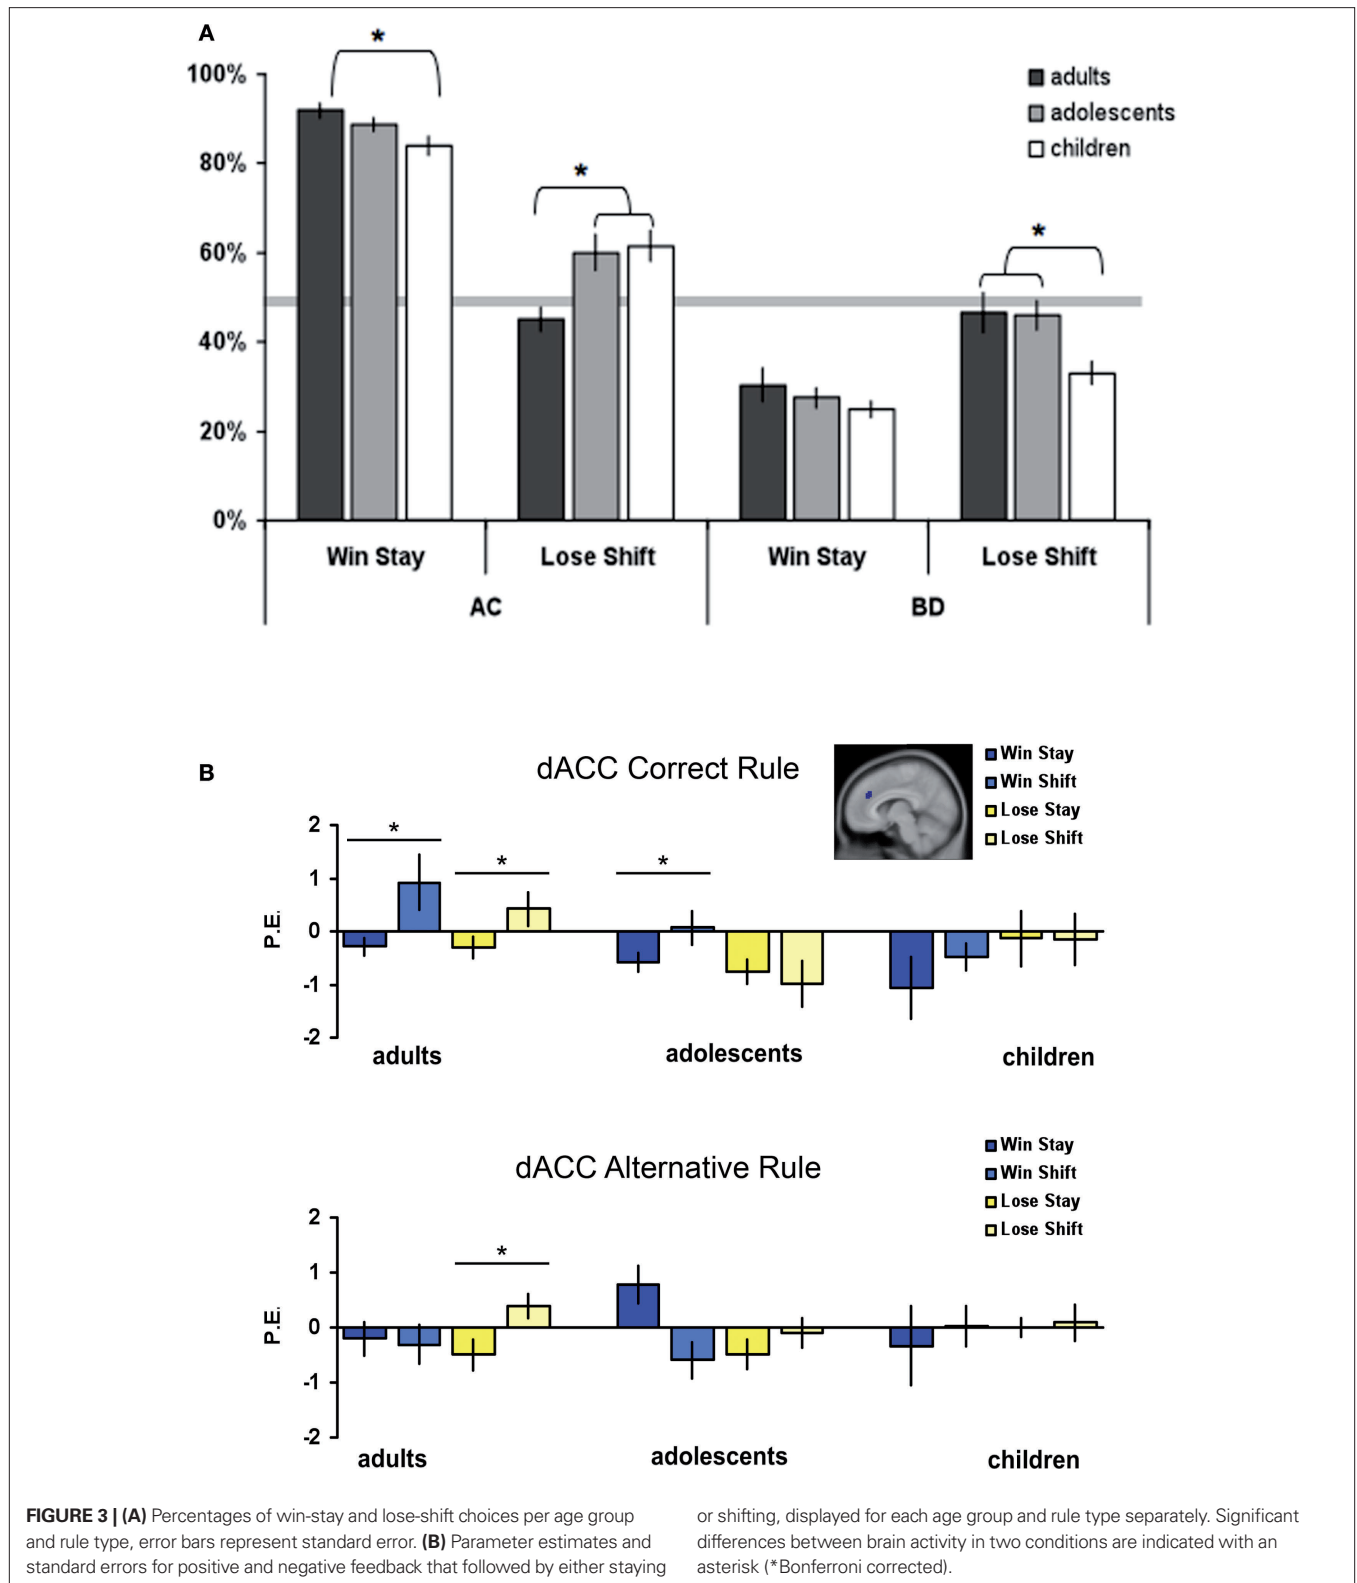 A
*
100%
adults
*
adolescents
children
80%
*
60%
40%
20%
0%
Win Stay
Lose Shift
Win Stay
Lose Shift
AC
BD
B
dACC Correct Rule
Win Stay
Win Shift
Lose Stay
Lose Shift
2
*
1
*
*
0
P.E.
-1
-2
adults
adolescents
children
dACC Alternative Rule
Win Stay
Win Shift
Lose Stay
Lose Shift
2
*
1
0
P.E.
-1
-2
adults
adolescents
children
FIGURE 3 | (A) Percentages of win-stay and lose-shift choices per age group
and rule type, error bars represent standard error. (B) Parameter estimates and
standard errors for positive and negative feedback that followed by either staying
or shifting, displayed for each age group and rule type separately. Significant
differences between brain activity in two conditions are indicated with an
asterisk (*Bonferroni corrected).